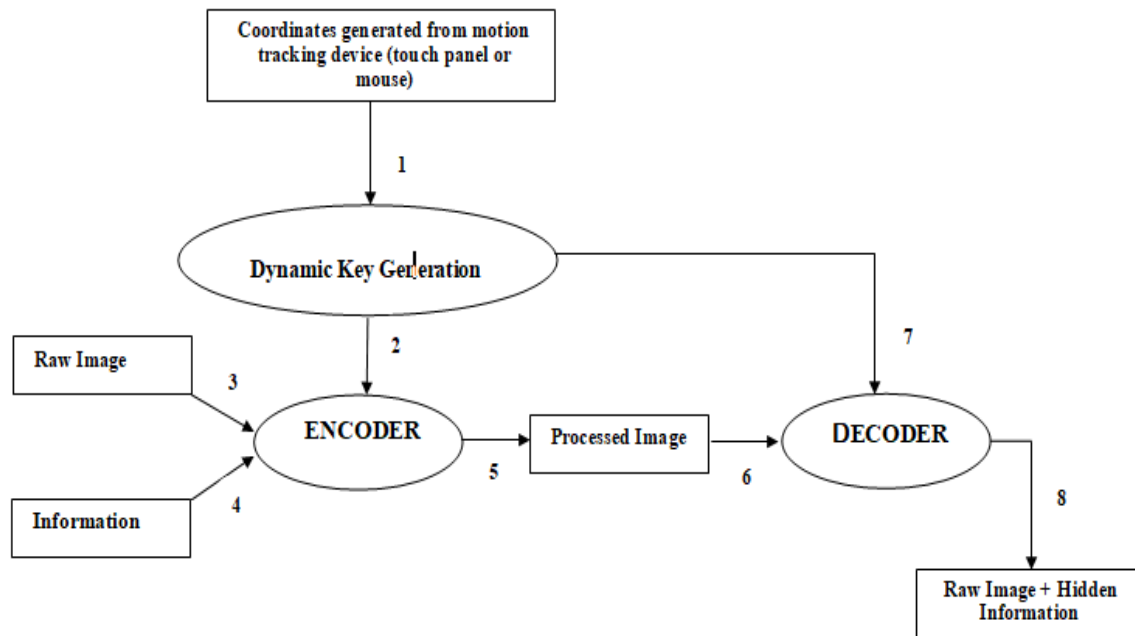 Coordinates generated from motion
tracking device (touch panel or
mouse)
1
Dynamic Key Generation
2
7
Raw Image
3
ENCODER
Processed Image
DECODER
5
6
Information
4
8
Raw Image + Hidden
Information